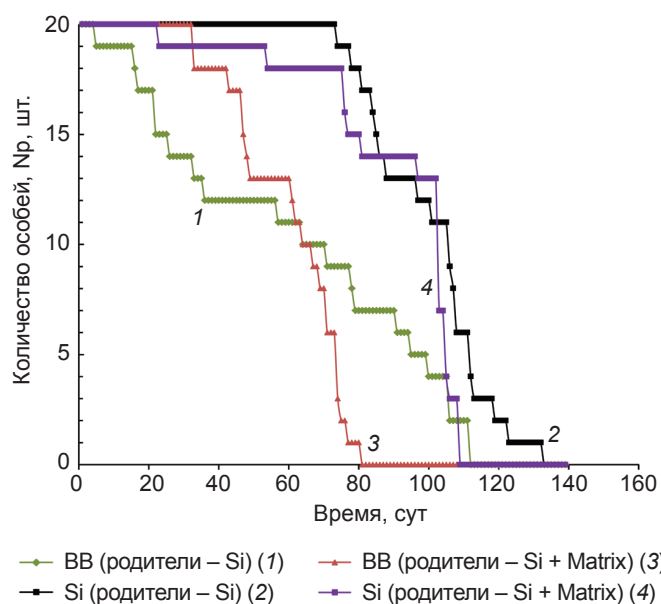 Количество особей, Np, шт.
20
15
10
5
0
1
2
3
4
0 20 40 60 80 100 120 140 160
Время, сут
BB (родители – Si) (1)
BB (родители – Si + Matrix) (3)
Si (родители – Si) (2)
Si (родители – Si + Matrix) (4)